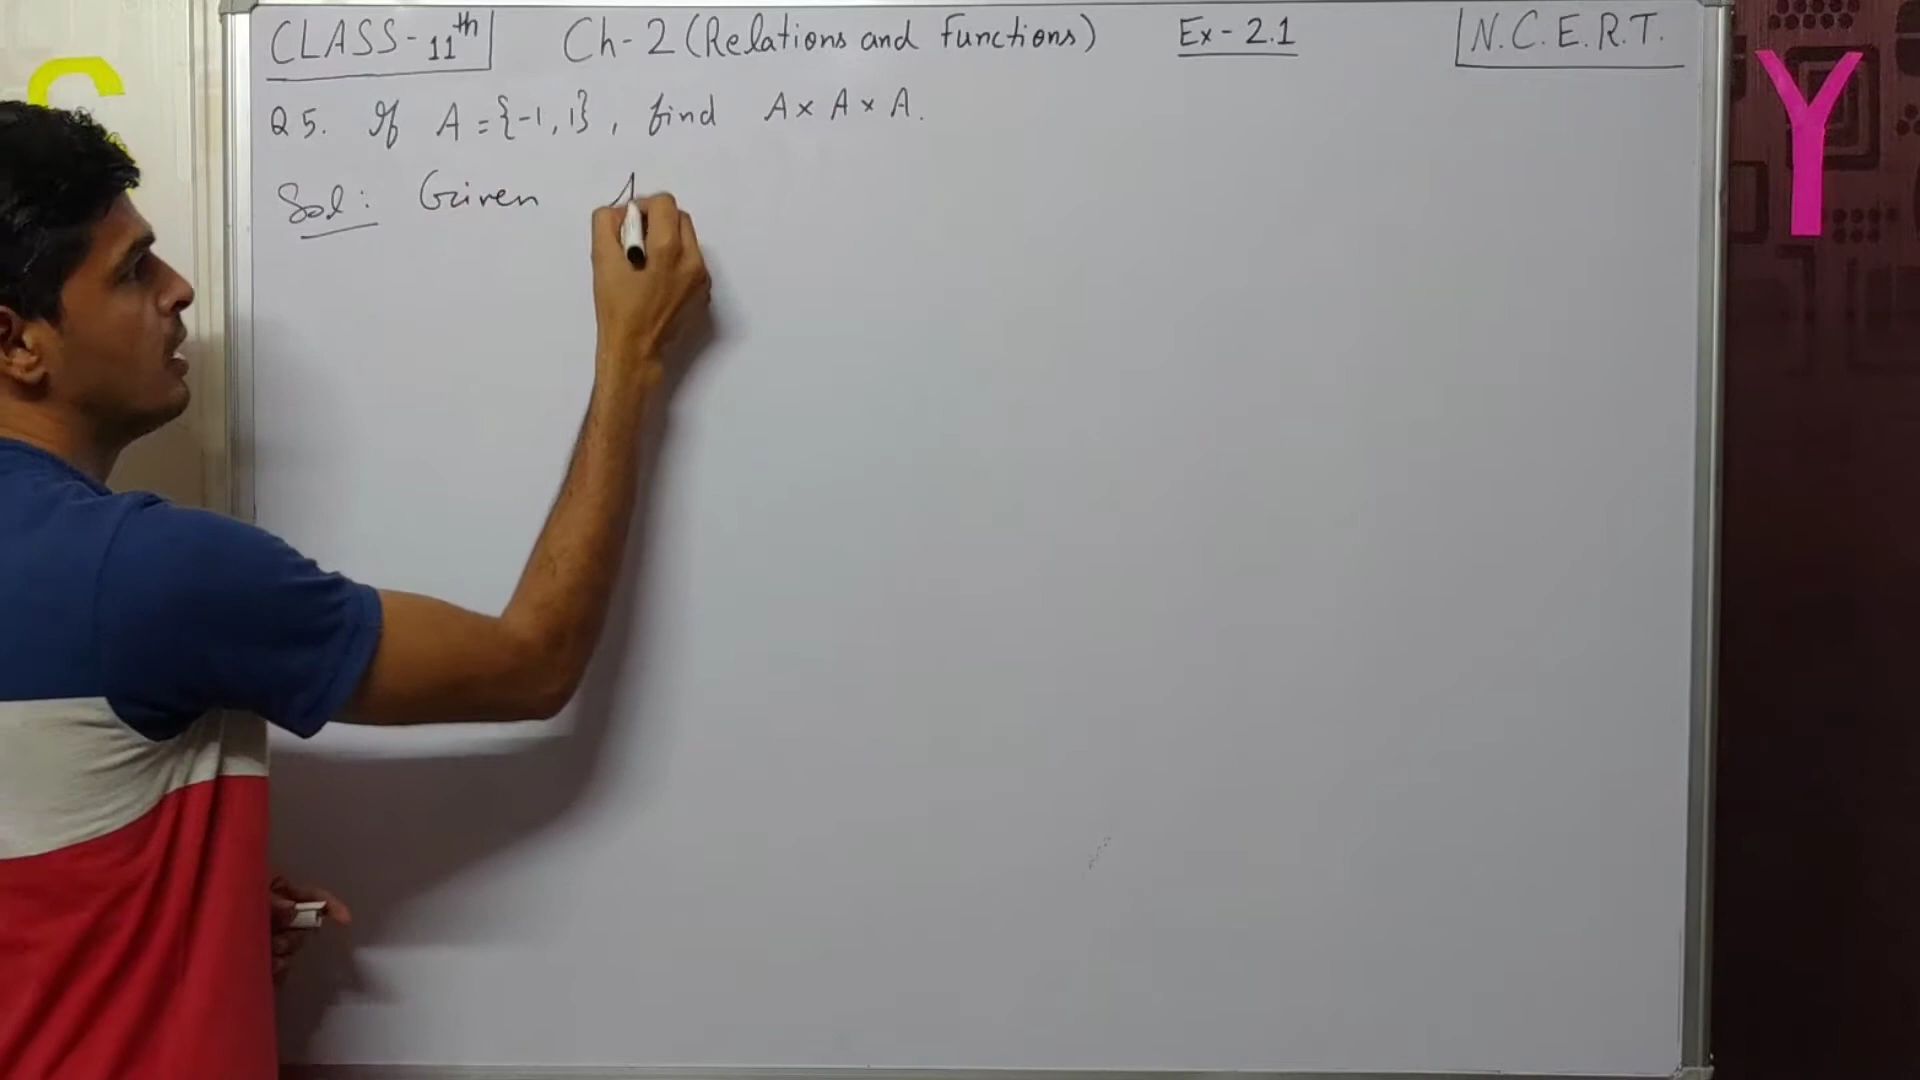 CLASS-11th Ch-2 (Relations and functions) Ex-2.1 N.C.E.R.T.
Q5. If A={-1,1}, find A×A×A.
Sol: Given A
Y